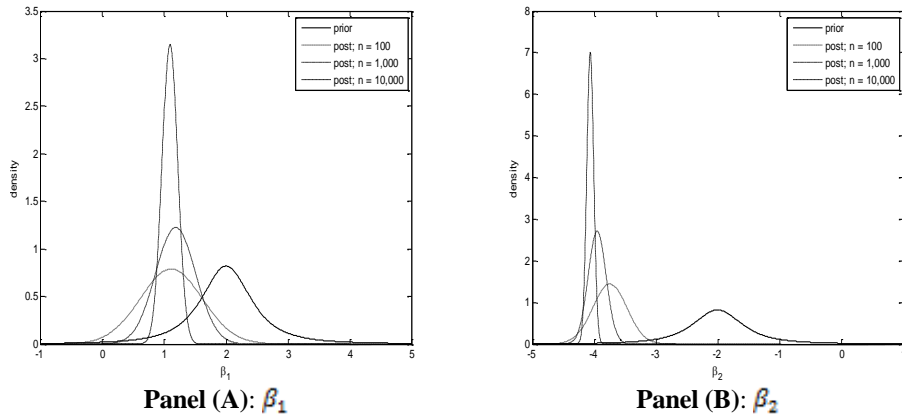 3.5
3
2.5
2
1.5
1
0.5
0
density
-1 0 1 2 3 4 5
β1
prior
post; n = 100
post; n = 1,000
post; n = 10,000
Panel (A): β1
8
7
6
5
4
3
2
1
0
density
-5 -4 -3 -2 -1 0
β2
prior
post; n = 100
post; n = 1,000
post; n = 10,000
Panel (B): β2